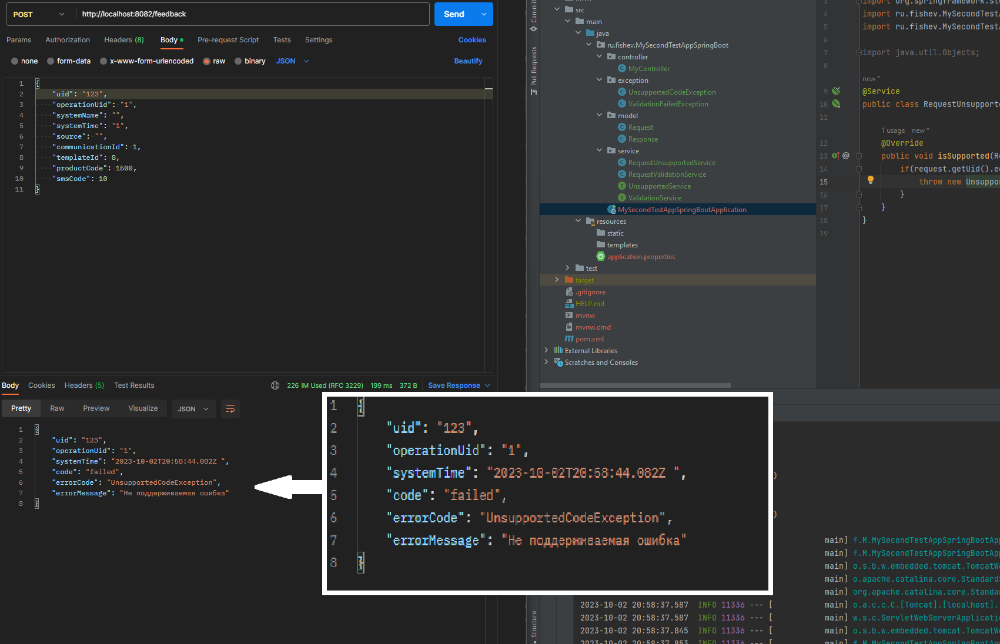 POST http://localhost:8082/feedback Send
Params Authorization Headers (8) Body Pre-request Script Tests Settings Cookies
none form-data x-www-form-urlencoded raw binary JSON Beautify
1 {
2 "uid": "123",
3 "operationUid": "1",
4 "systemName": "",
5 "systemTime": "1",
6 "source": "",
7 "communicationId": 1,
8 "templateId": 8,
9 "productCode": 1500,
10 "smsCode": 10
11 }
Body Cookies Headers (5) Test Results 226 IM Used (RFC 3229) 199 ms 372 B Save Response
Pretty Raw Preview Visualize JSON
1 {
2 "uid": "123",
3 "operationUid": "1",
4 "systemTime": "2023-10-02T20:58:44.082Z ",
5 "code": "failed",
6 "errorCode": "UnsupportedCodeException",
7 "errorMessage": "Не поддерживаемая ошибка"
8 }
1 {
2 "uid": "123",
3 "operationUid": "1",
4 "systemTime": "2023-10-02T20:58:44.082Z ",
5 "code": "failed",
6 "errorCode": "UnsupportedCodeException",
7 "errorMessage": "Не поддерживаемая ошибка"
8 }
Commit
Pull Requests
Structure
src
main
java
ru.fishev.MySecondTestAppSpringBoot
controller
MyController
exception
UnsupportedCodeException
ValidationFailedException
model
Request
Response
service
RequestUnsupportedService
RequestValidationService
UnsupportedService
ValidationService
MySecondTestAppSpringBootApplication
resources
static
templates
application.properties
test
target
.gitignore
HELP.md
mvnw
mvnw.cmd
pom.xml
External Libraries
Scratches and Consoles
3 import org.springframework.st
4 import ru.fishev.MySecondTestA
5 import ru.fishev.MySecondTestA
6
7 import java.util.Objects;
8
new *
9 @Service
10 public class RequestUnsupporte
11
1 usage new *
12 @Override
13 public void isSupported(Re
14 if(request.getUid().eq
15 throw new Unsuppor
16 }
17 }
18 }
19
)
)
main] f.M.MySecondTestAppSpringBootApp
main] f.M.MySecondTestAppSpringBootApp
main] o.s.b.w.embedded.tomcat.TomcatWe
main] o.apache.catalina.core.StandardS
main] org.apache.catalina.core.Standar
2023-10-02 20:58:37.587 INFO 11336 --- [ main] o.a.c.c.C.[Tomcat].[localhost].
2023-10-02 20:58:37.587 INFO 11336 --- [ main] w.s.c.ServletWebServerApplicatio
2023-10-02 20:58:37.845 INFO 11336 --- [ main] o.s.b.w.embedded.tomcat.TomcatWe
2023-10-02 20:58:37.853 INFO 11336 --- [ main] f.M.MySecondTestAppSpringBootApp